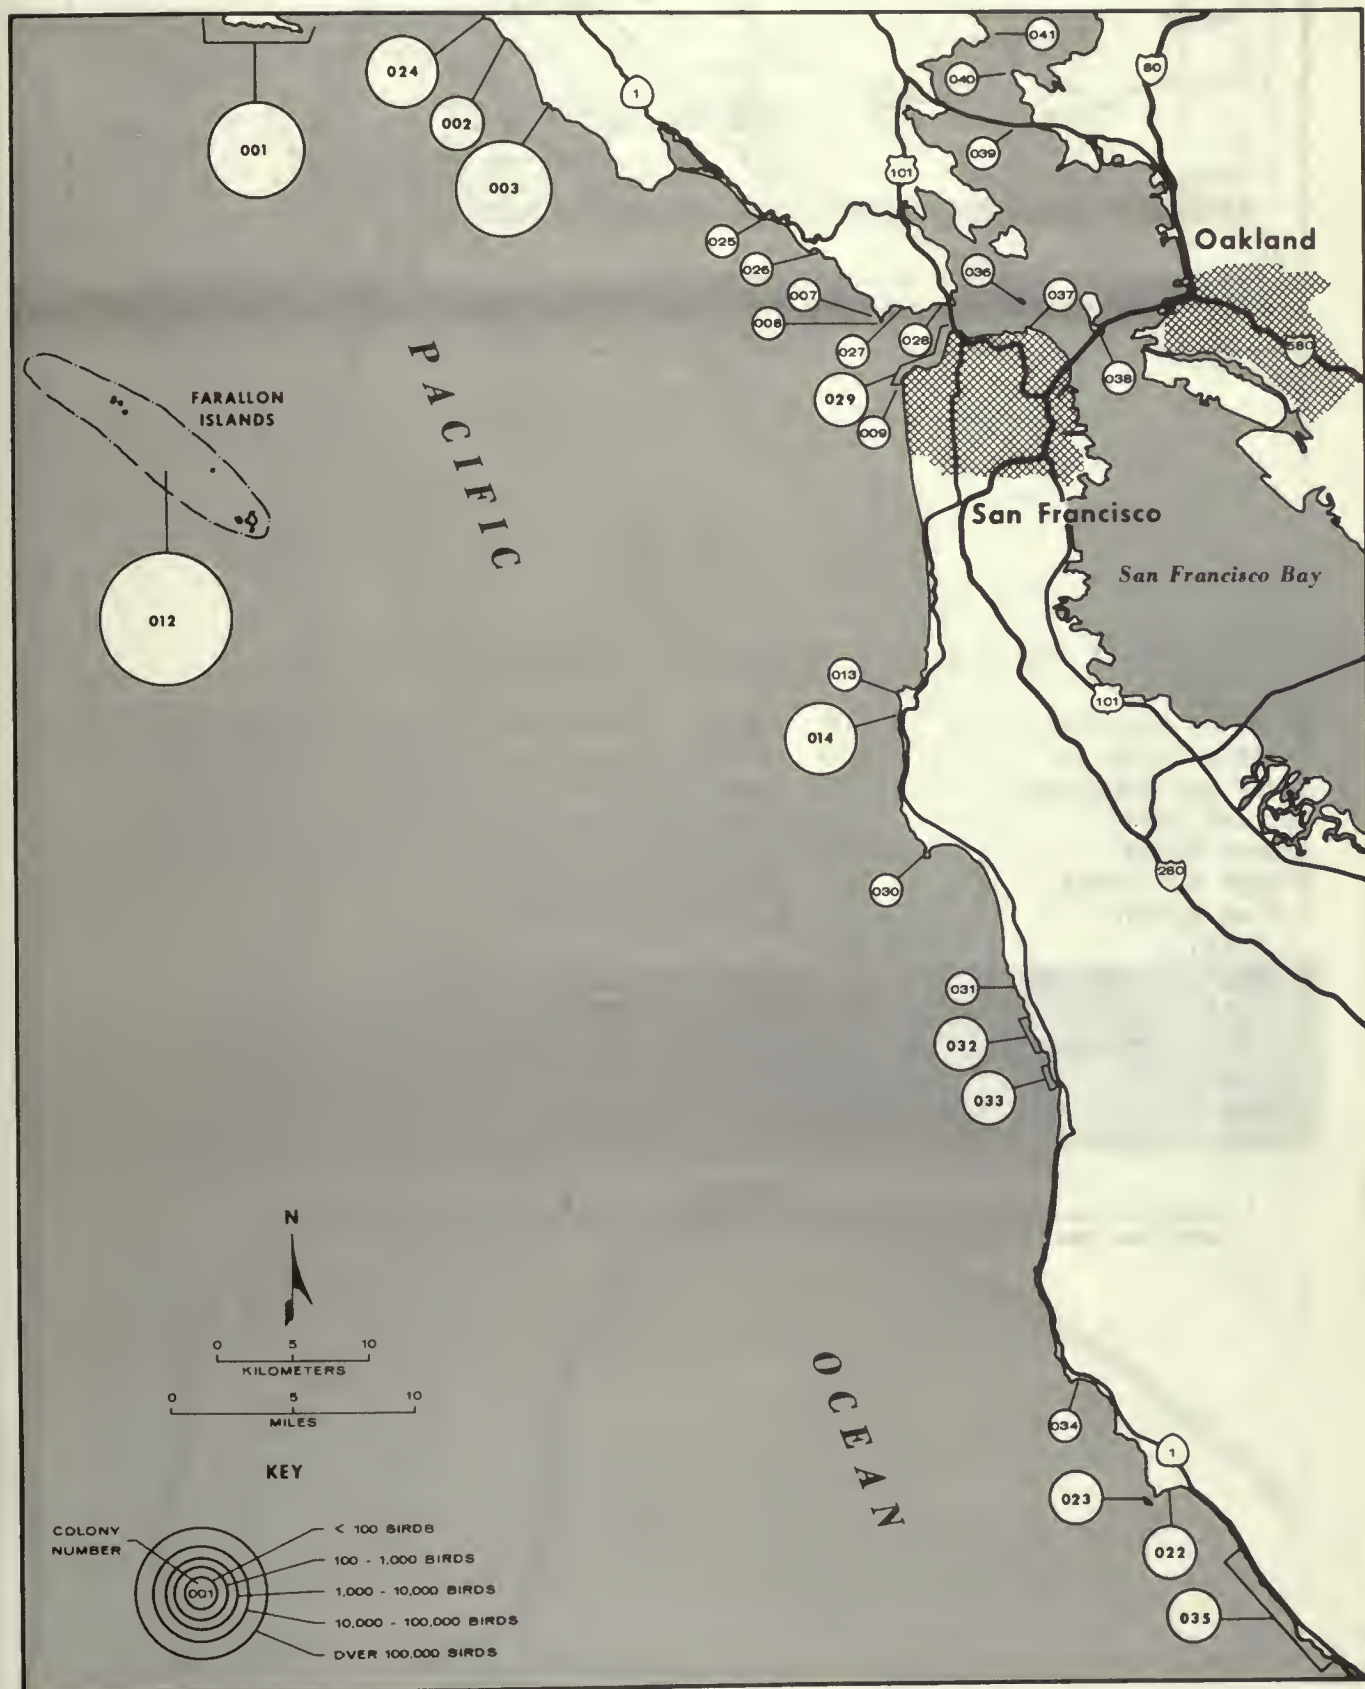 041
024
80
040
1
002
001
039
101
003
025
Oakland
026
036
007
037
008
028
580
027
038
PACIFIC
FARALLON
ISLANDS
029
009
San Francisco
San Francisco Bay
012
013
101
014
280
030
031
032
033
N
0 5 10
KILOMETERS
0 5 10
MILES
OCEAN
034
1
KEY
023
COLONY
NUMBER
< 100 BIRDS
022
100 - 1,000 BIRDS
001
1,000 - 10,000 BIRDS
035
10,000 - 100,000 BIRDS
OVER 100,000 BIRDS